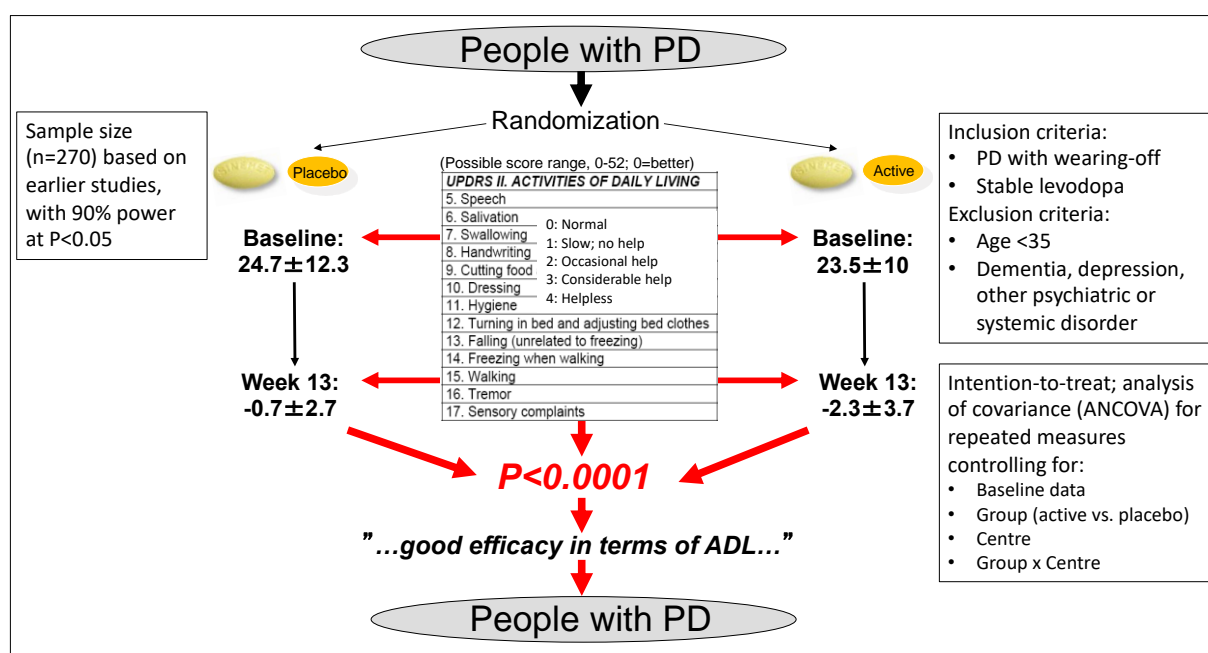 People with PD
Randomization
Sample size
(n=270) based on
earlier studies,
with 90% power
at P<0.05
Placebo
Baseline:
24.7±12.3
Week 13:
-0.7±2.7
(Possible score range, 0-52; 0=better)
UPDRS II. ACTIVITIES OF DAILY LIVING
5. Speech
6. Salivation
7. Swallowing
8. Handwriting
9. Cutting food
10. Dressing
11. Hygiene
12. Turning in bed and adjusting bed clothes
13. Falling (unrelated to freezing)
14. Freezing when walking
15. Walking
16. Tremor
17. Sensory complaints
0: Normal
1: Slow; no help
2: Occasional help
3: Considerable help
4: Helpless
Active
Baseline:
23.5±10
Week 13:
-2.3±3.7
Inclusion criteria:
• PD with wearing-off
• Stable levodopa
Exclusion criteria:
• Age <35
• Dementia, depression,
other psychiatric or
systemic disorder
Intention-to-treat; analysis
of covariance (ANCOVA) for
repeated measures
controlling for:
• Baseline data
• Group (active vs. placebo)
• Centre
• Group x Centre
P<0.0001
”…good efficacy in terms of ADL…”
People with PD